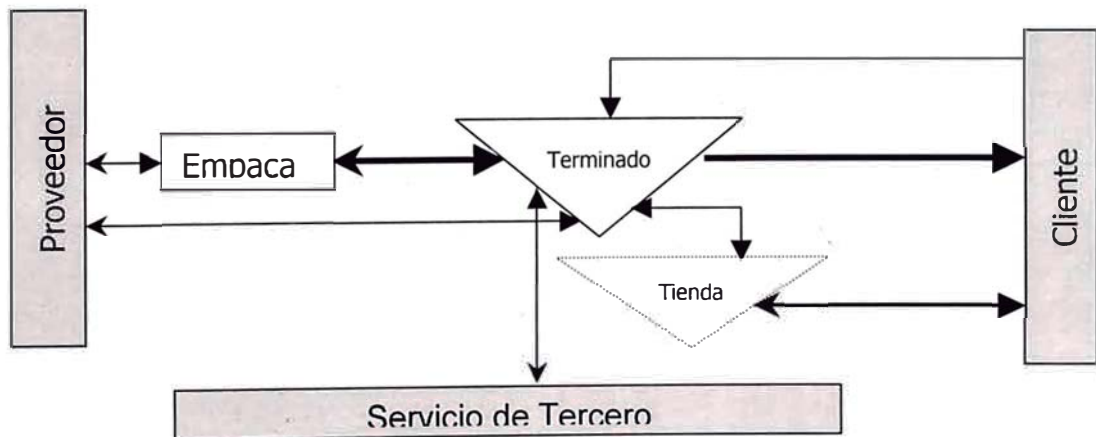 Proveedor
Empaca
Terminado
Tienda
Cliente
Servicio de Tercero